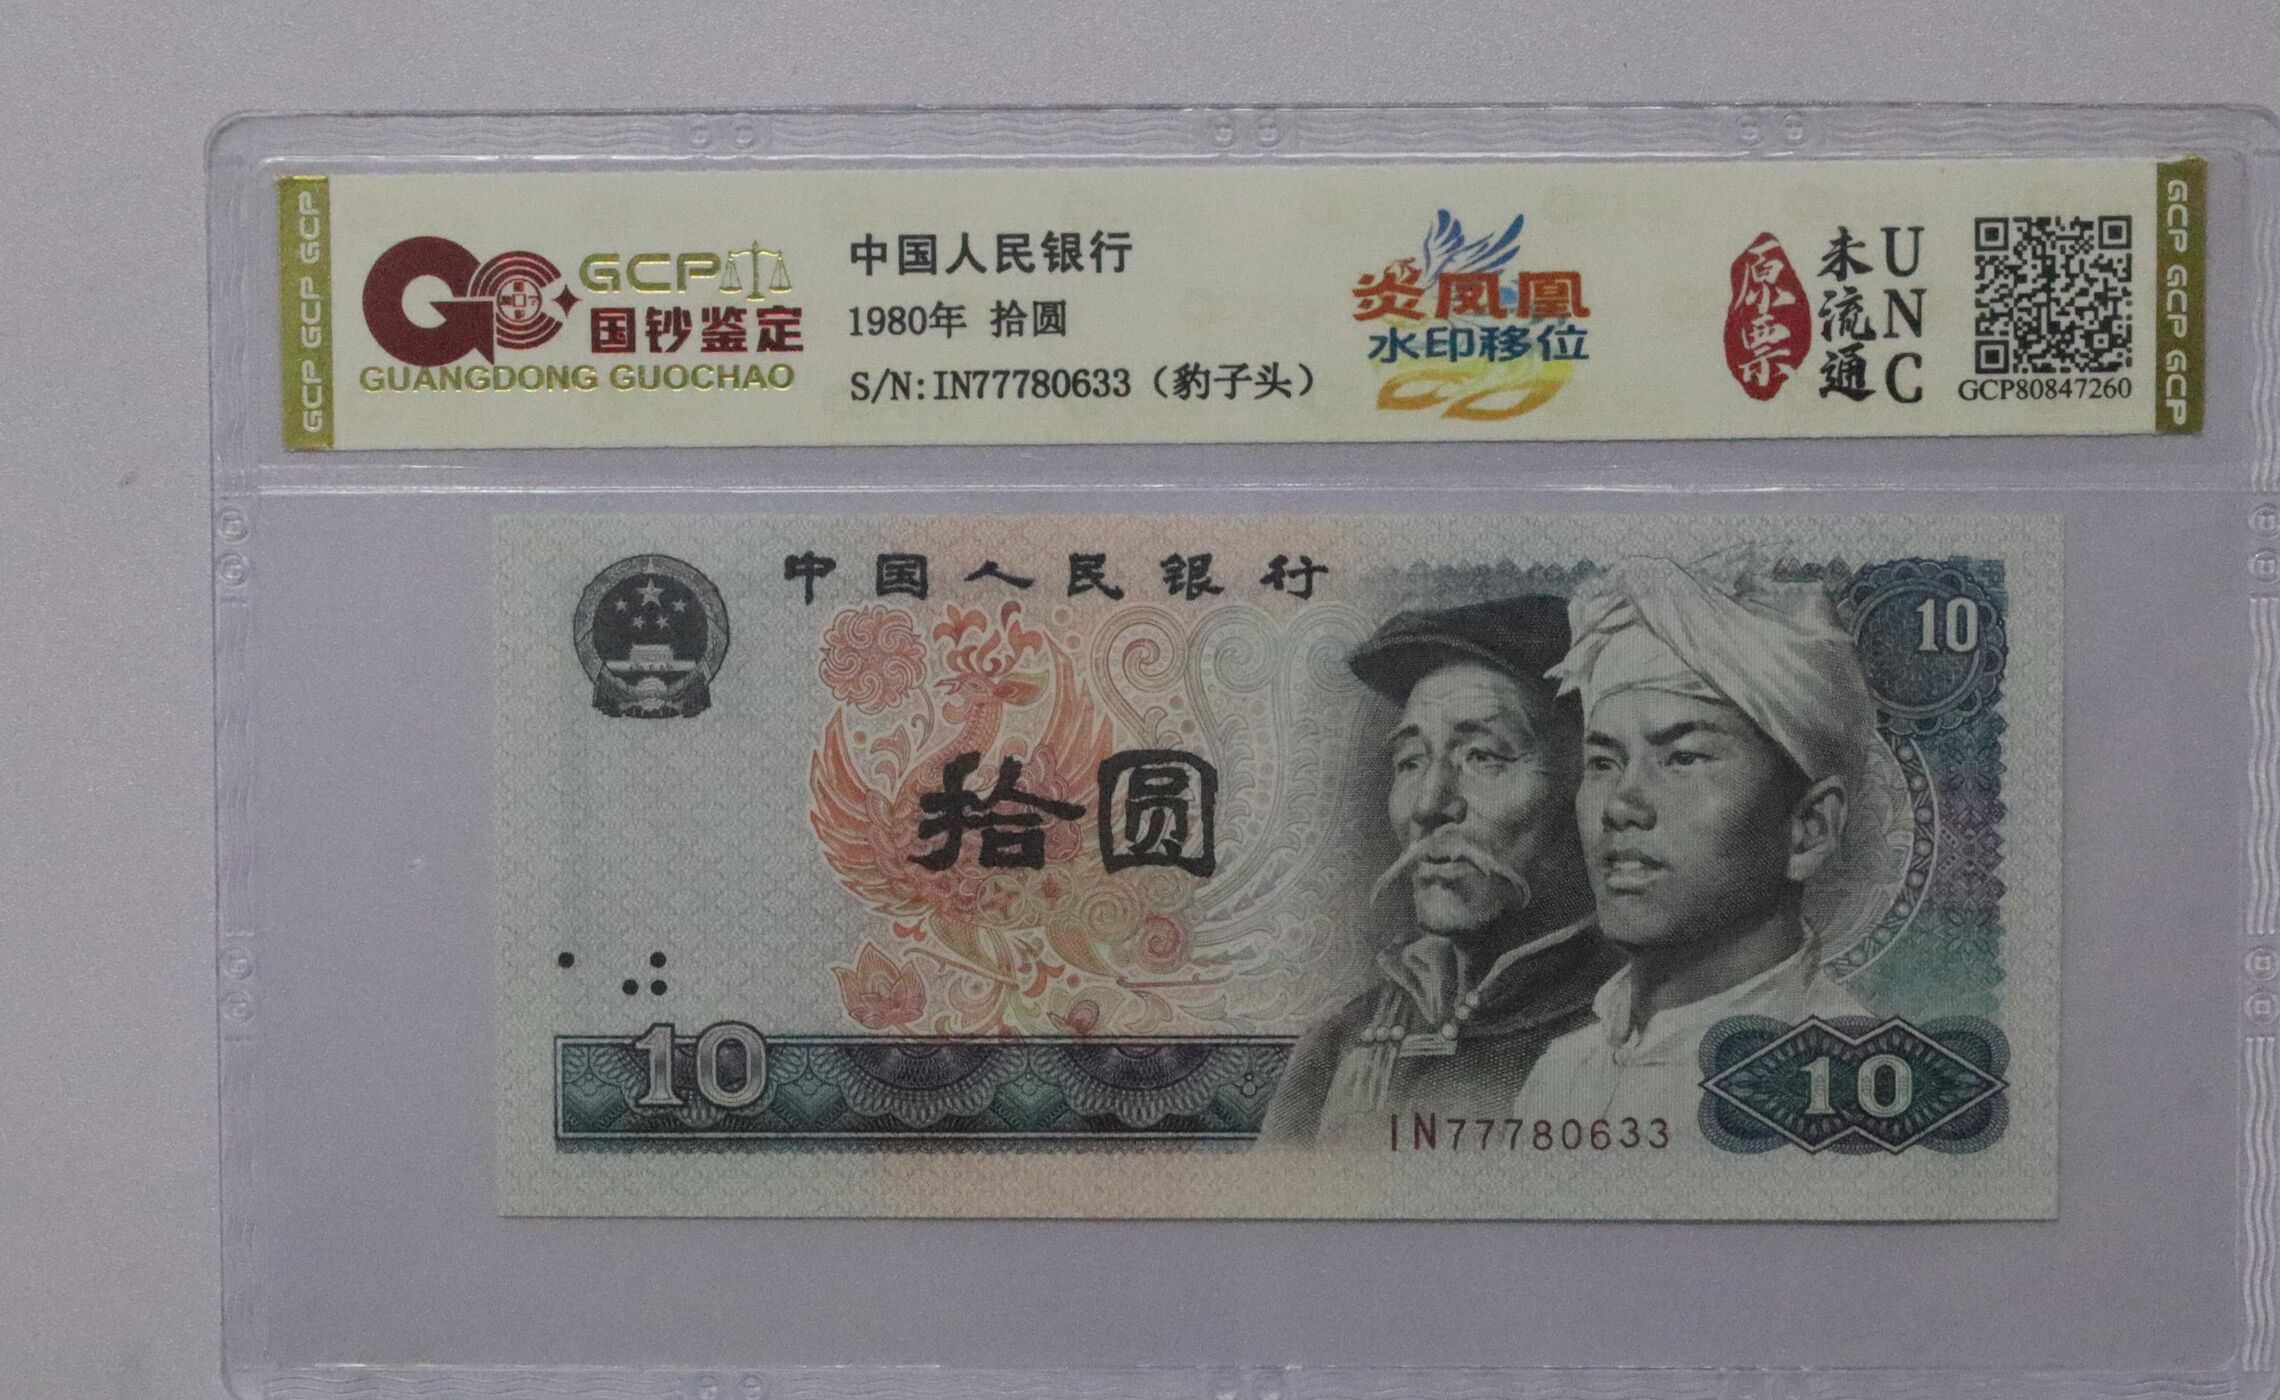 GCP GCP GCP
GCP
国钞鉴定
GUANGDONG GUOCHAO
中国人民银行
1980年 拾圆
S/N:IN77780633（豹子头）
炎凤凰
水印移位
原票
未流通
UNC
GCP80847260
GCP GCP GCP
中国人民银行
10
拾圆
10
IN77780633
10